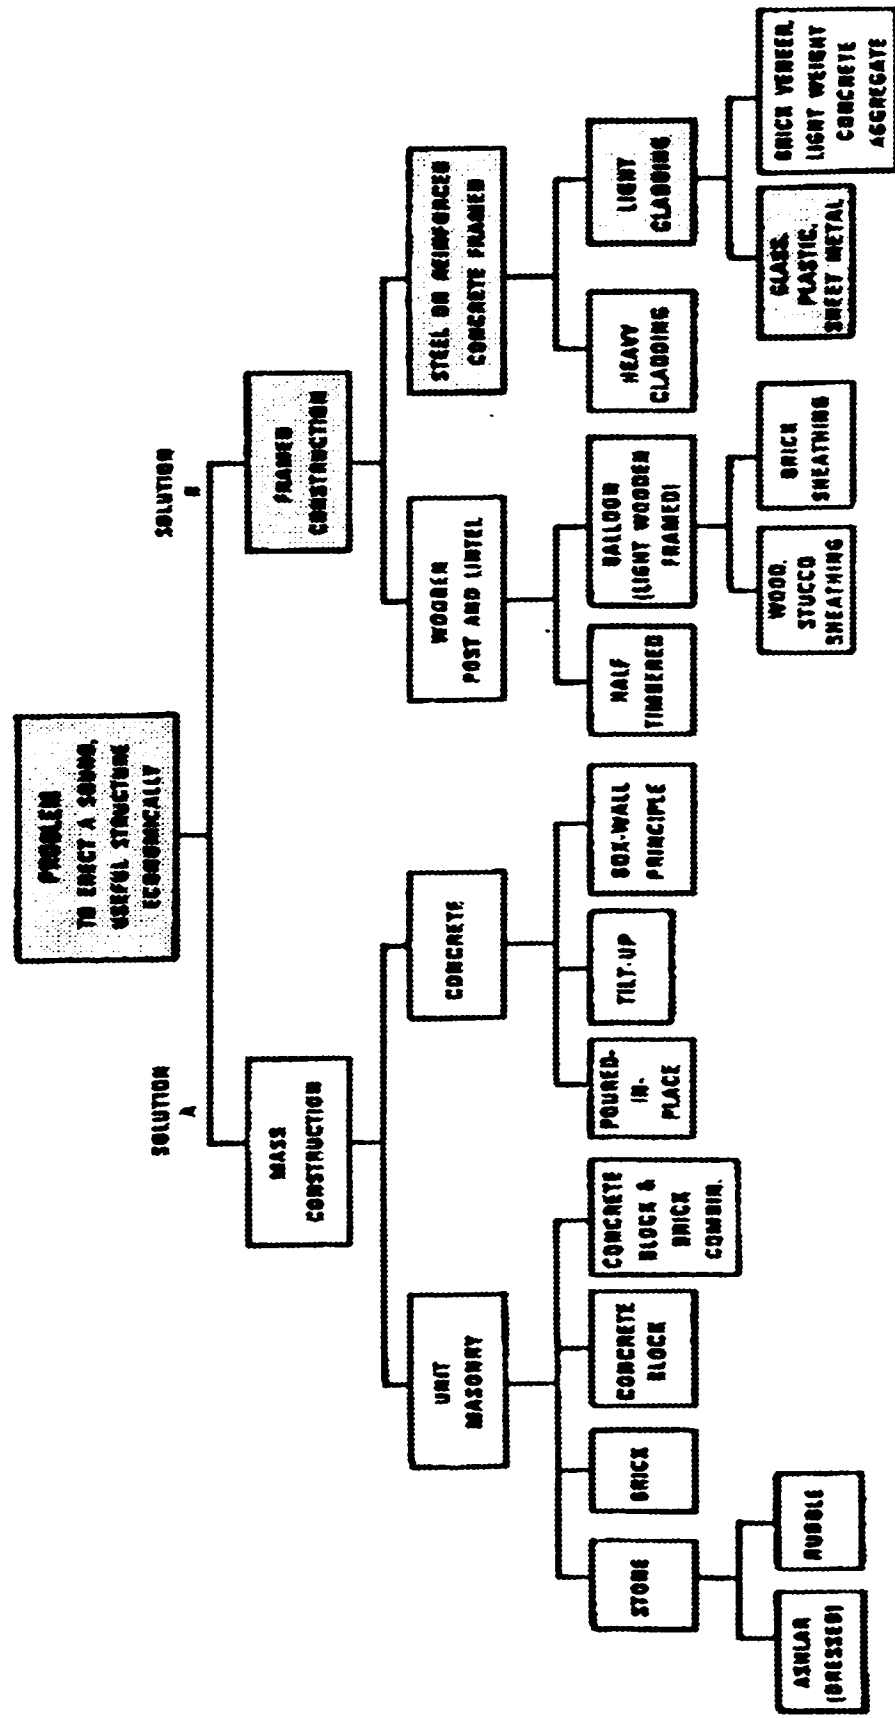 PROBLEM
TO ERECT A SOUND,
USEFUL STRUCTURE
ECONOMICALLY
SOLUTION
A
SOLUTION
B
MASS
CONSTRUCTION
FRAMED
CONSTRUCTION
UNIT
MASONRY
CONCRETE
WOODEN
POST AND LINTEL
STEEL OR REINFORCED
CONCRETE FRAMED
STONE
BRICK
CONCRETE
BLOCK
CONCRETE
BLOCK &
BRICK
COMBIN.
POURED-
IN-
PLACE
TILT-UP
BOX-WALL
PRINCIPLE
HALF
TIMBERED
BALLOON
(LIGHT WOODEN
FRAMED)
HEAVY
CLADDING
LIGHT
CLADDING
ASHLAR
(DRESSED)
RUBBLE
WOOD,
STUCCO
SHEATHING
BRICK
SHEATHING
GLASS,
PLASTIC,
SHEET METAL
BRICK VENEER,
LIGHT WEIGHT
CONCRETE
AGGREGATE